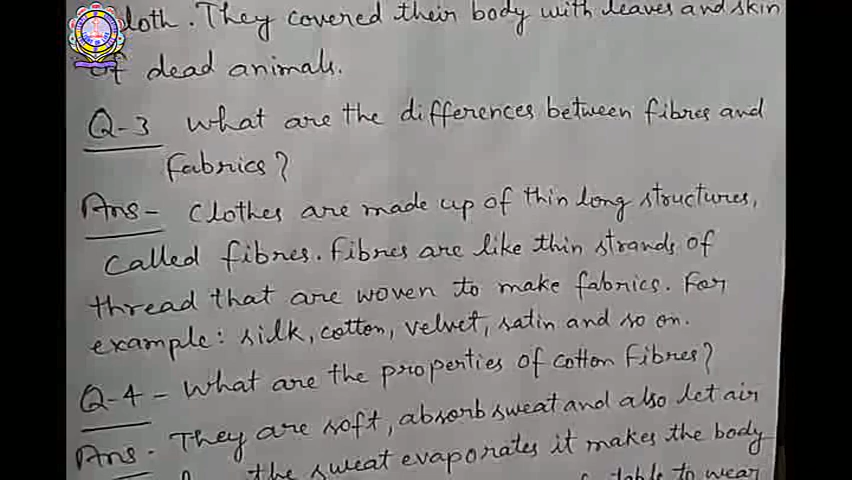 cloth. They covered their body with leaves and skin
of dead animals.
Q-3 What are the differences between fibres and
fabrics?
Ans- Clothes are made up of thin long structures,
called fibres. Fibres are like thin strands of
thread that are woven to make fabrics. For
example: silk, cotton, velvet, satin and so on.
Q-4 - What are the properties of cotton fibres?
Ans. They are soft, absorb sweat and also let air
the sweat evaporates it makes the body
to wear